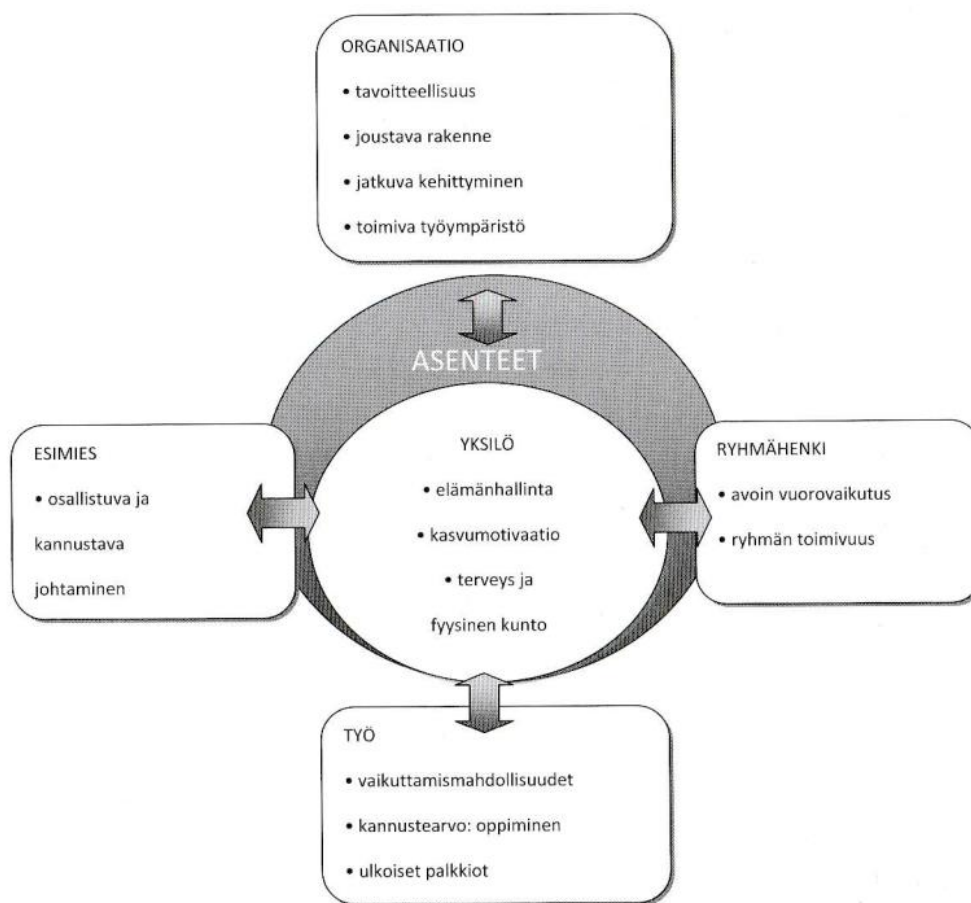 ORGANISAATIO
• tavoitteellisuus
• joustava rakenne
• jatkuva kehittyminen
• toimiva työympäristö
ASENTEET
ESIMIES
• osallistuva ja
kannustava
johtaminen
YKSILÖ
• elämänhallinta
• kasvumotivaatio
• terveys ja
fyysinen kunto
RYHMÄHENKI
• avoin vuorovaikutus
• ryhmän toimivuus
TYÖ
• vaikuttamismahdollisuudet
• kannustearvo: oppiminen
• ulkoiset palkkiot